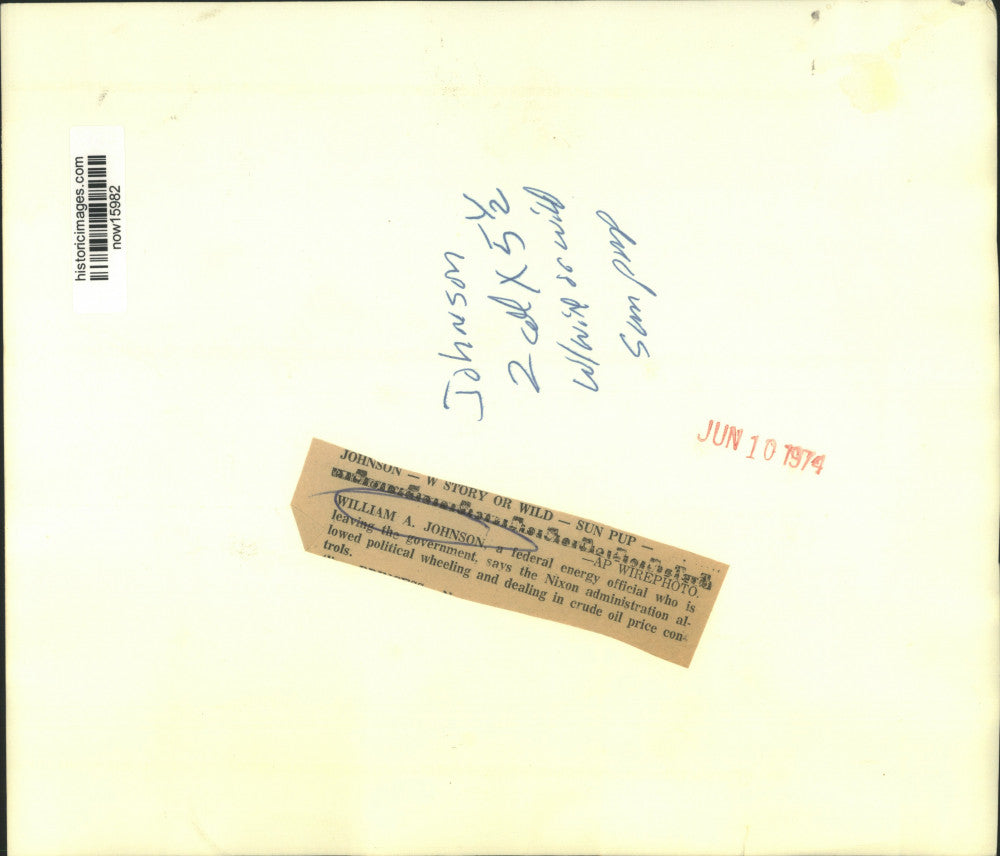 historicimages.com
now15982
Johnson
2 col X 5 1/2
w/wire or wild
Sun pup
JUN 10 1974
JOHNSON — W STORY OR WILD — SUN PUP —
—AP WIREPHOTO.
WILLIAM A. JOHNSON, a federal energy official who is
leaving the government, says the Nixon administration al-
lowed political wheeling and dealing in crude oil price con-
trols.